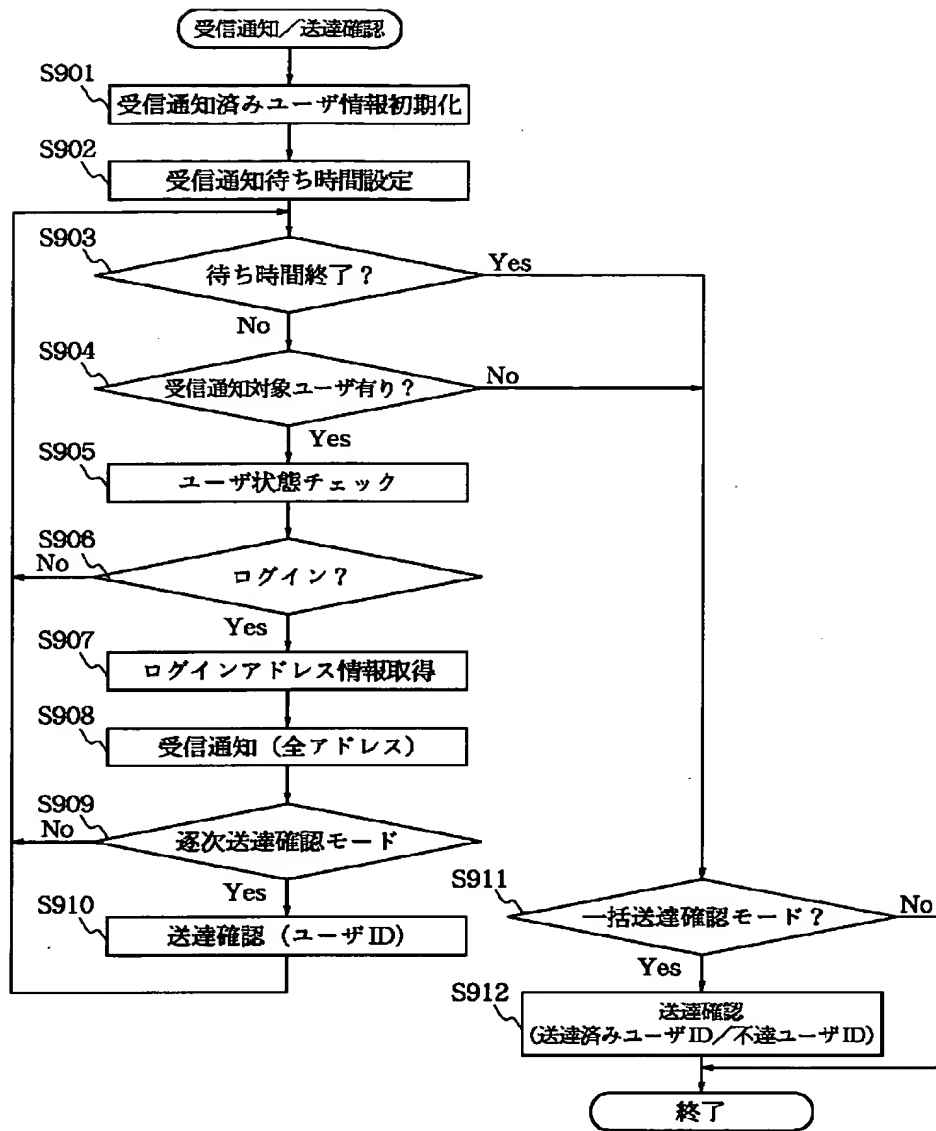 受信通知／送達確認
S901
受信通知済みユーザ情報初期化
S902
受信通知待ち時間設定
S903
待ち時間終了？
Yes
No
S904
受信通知対象ユーザ有り？
No
Yes
S905
ユーザ状態チェック
S906
No
ログイン？
Yes
S907
ログインアドレス情報取得
S908
受信通知（全アドレス）
S909
No
逐次送達確認モード
Yes
S910
送達確認（ユーザID）
S911
一括送達確認モード？
No
Yes
S912
送達確認
（送達済みユーザID／不達ユーザID）
終了